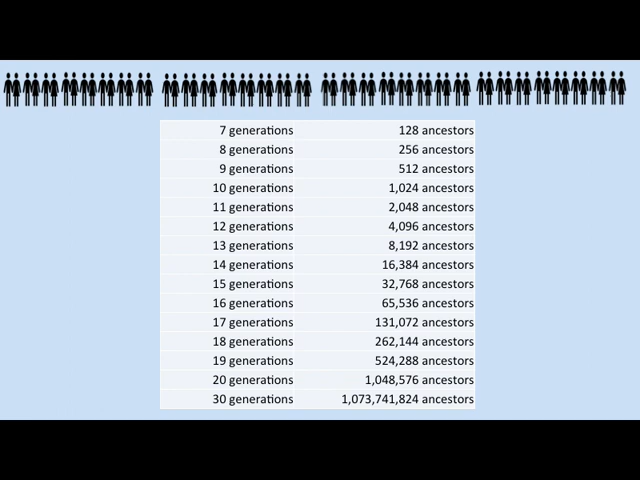 7 generations 128 ancestors
8 generations 256 ancestors
9 generations 512 ancestors
10 generations 1,024 ancestors
11 generations 2,048 ancestors
12 generations 4,096 ancestors
13 generations 8,192 ancestors
14 generations 16,384 ancestors
15 generations 32,768 ancestors
16 generations 65,536 ancestors
17 generations 131,072 ancestors
18 generations 262,144 ancestors
19 generations 524,288 ancestors
20 generations 1,048,576 ancestors
30 generations 1,073,741,824 ancestors